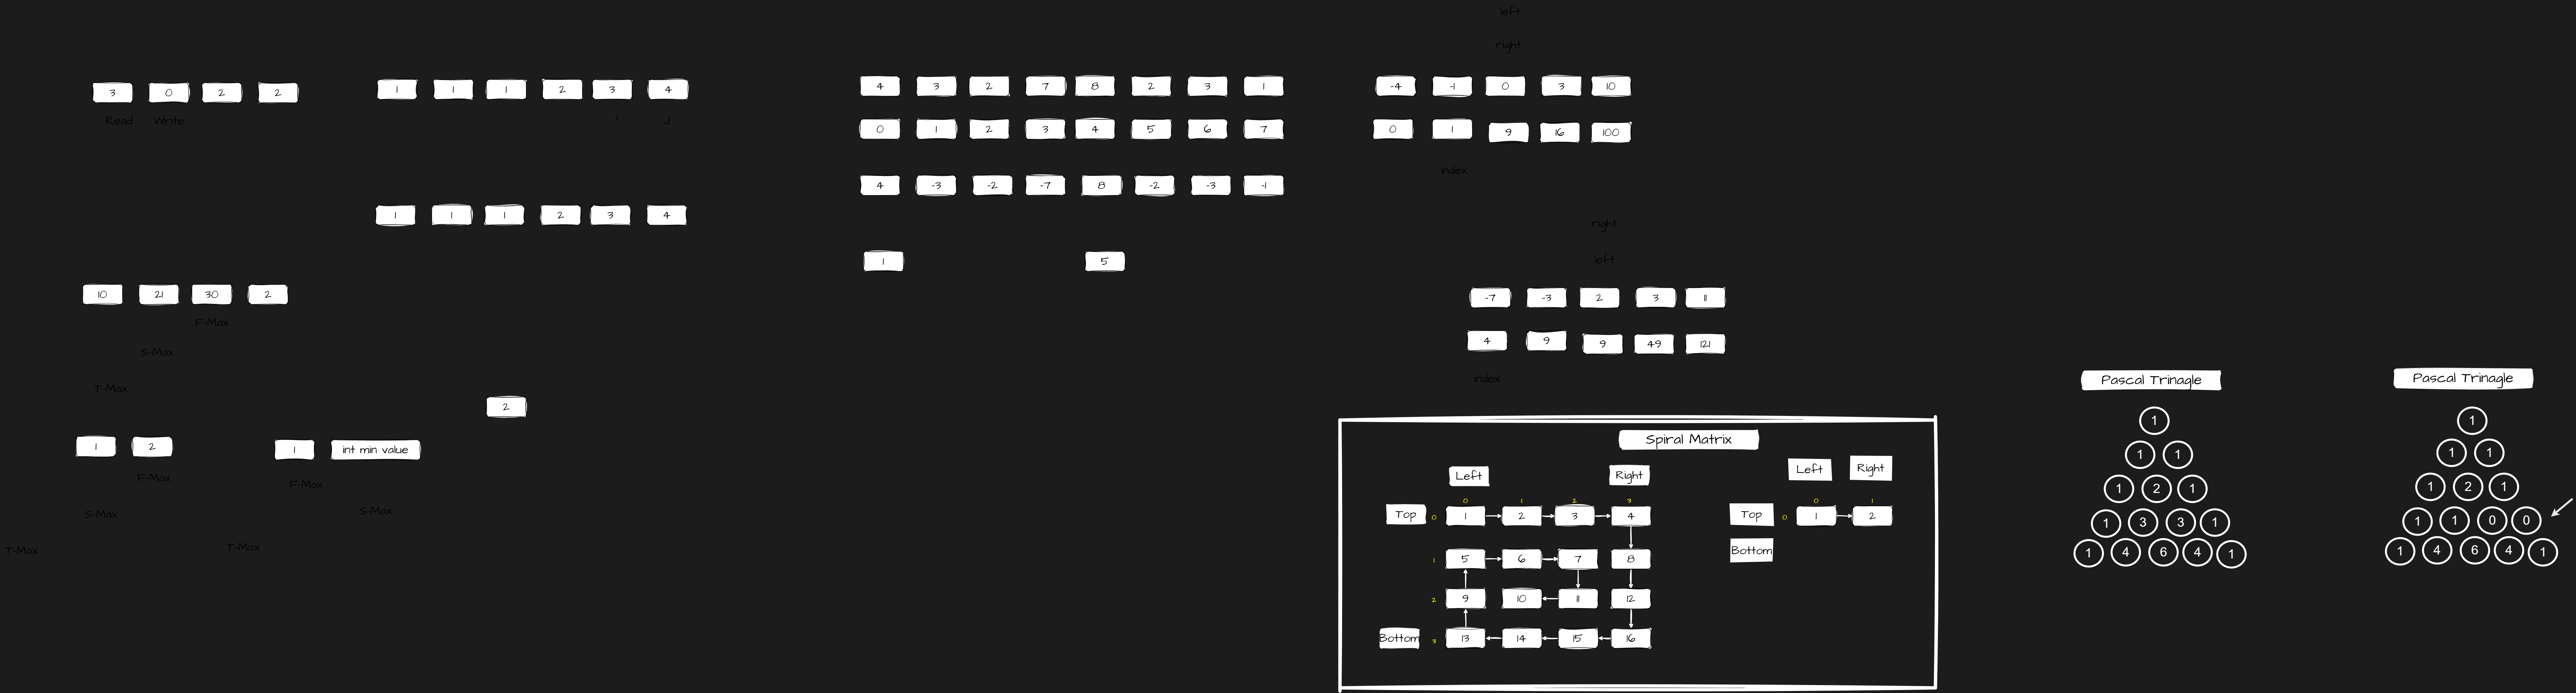 3 0 2 2
Read Write
1 1 1 2 3 4
i J
1 1 1 2 3 4
10 21 30 2
F-Max
S-Max
T-Max
2
1 2
F-Max
S-Max
T-Max
1 int min value
F-Max
S-Max
T-Max
4 3 2 7 8 2 3 1
0 1 2 3 4 5 6 7
4 -3 -2 -7 8 -2 -3 -1
1 5
left
right
-4 -1 0 3 10
0 1 9 16 100
index
right
left
-7 -3 2 3 11
4 9 9 49 121
index
Spiral Matrix
Left Right
0 1 2 3
Top 0 1 2 3 4
1 5 6 7 8
2 9 10 11 12
Bottom 3 13 14 15 16
Left Right
0 1
Top 0 1 2
Bottom
Pascal Trinagle
1
1 1
1 2 1
1 3 3 1
1 4 6 4 1
Pascal Trinagle
1
1 1
1 2 1
1 1 0 0
1 4 6 4 1